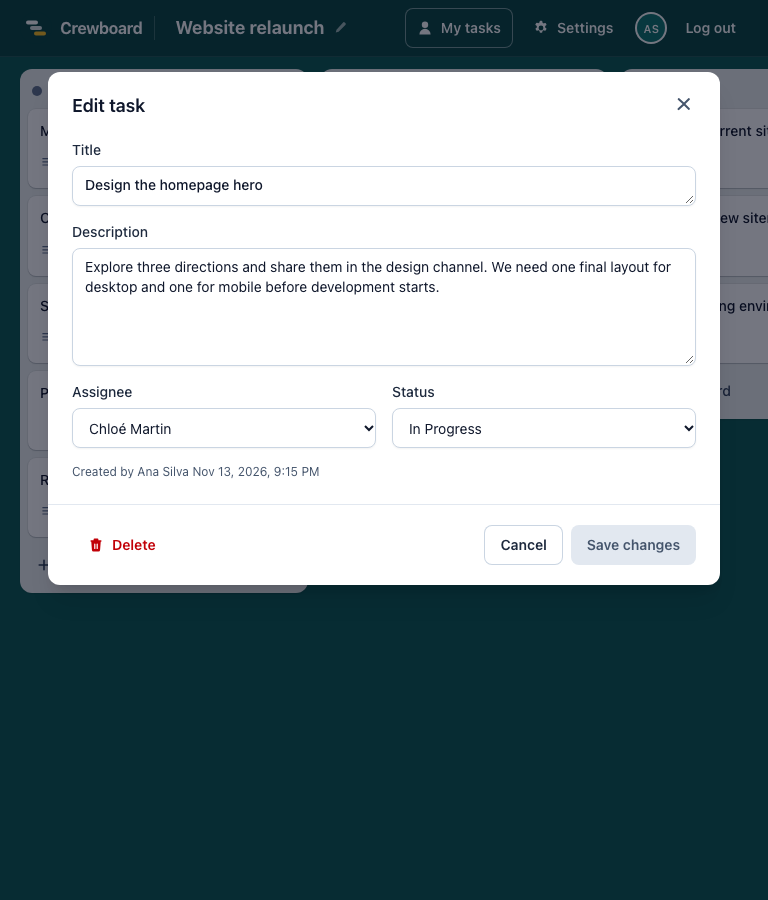 Crewboard
Website relaunch
My tasks
Settings
AS
Log out
Edit task
Title
Design the homepage hero
Description
Explore three directions and share them in the design channel. We need one final layout for
desktop and one for mobile before development starts.
Assignee
Status
Chloé Martin
In Progress
Created by Ana Silva Nov 13, 2026, 9:15 PM
Delete
Cancel
Save changes